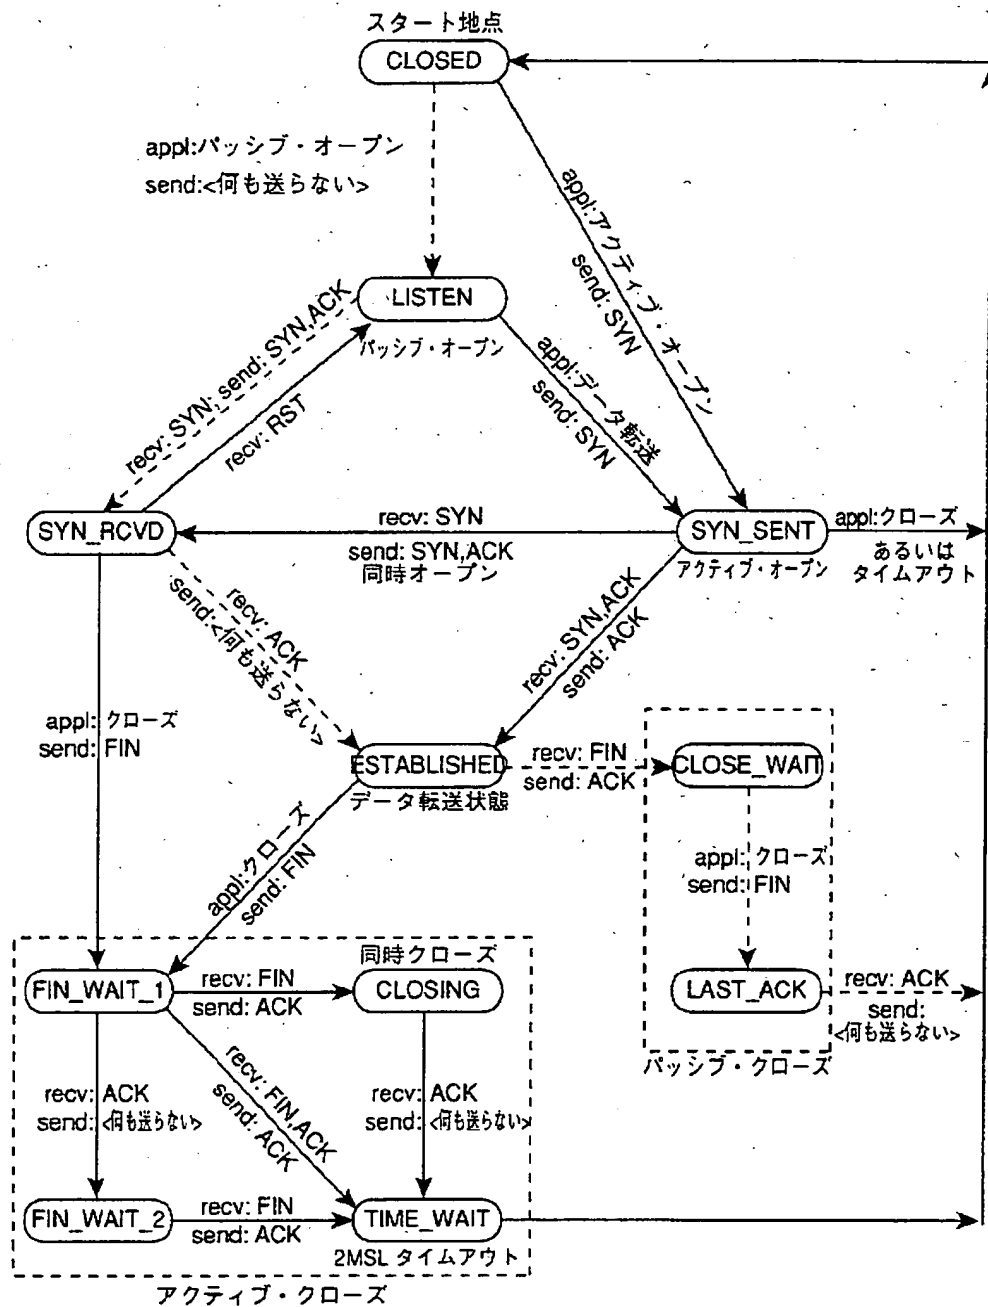 スタート地点
CLOSED
appl:パッシブ・オープン
send:<何も送らない>
appl:アクティブ・オープン
send: SYN
LISTEN
パッシブ・オープン
recv: SYN; send: SYN,ACK
recv: RST
appl:データ転送
send: SYN
SYN_RCVD
recv: SYN
send: SYN,ACK
同時オープン
SYN_SENT
アクティブ・オープン
appl:クローズ
あるいは
タイムアウト
recv: ACK
send:<何も送らない>
recv: SYN,ACK
send: ACK
appl: クローズ
send: FIN
ESTABLISHED
データ転送状態
recv: FIN
send: ACK
CLOSE_WAIT
appl: クローズ
send: FIN
appl:クローズ
send: FIN
同時クローズ
FIN_WAIT_1
recv: FIN
send: ACK
CLOSING
LAST_ACK
recv: ACK
send:
<何も送らない>
パッシブ・クローズ
recv: ACK
send: <何も送らない>
recv: FIN,ACK
send: ACK
recv: ACK
send: <何も送らない>
FIN_WAIT_2
recv: FIN
send: ACK
TIME_WAIT
2MSL タイムアウト
アクティブ・クローズ